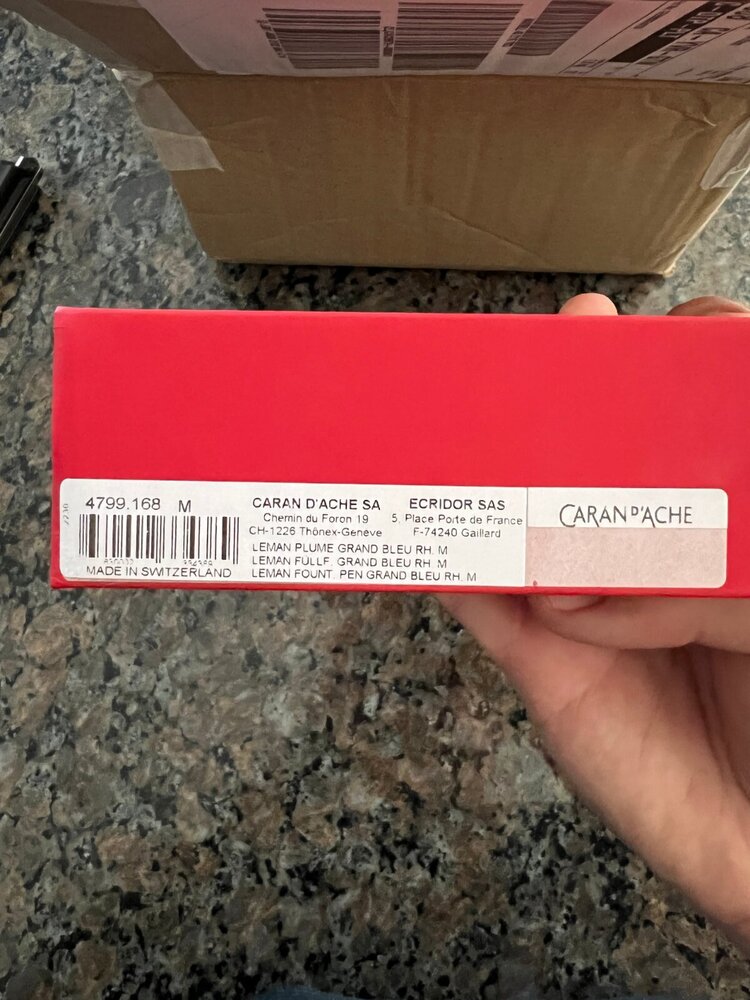 4799.168 M
MADE IN SWITZERLAND
CARAN D'ACHE SA
Chemin du Foron 19
CH-1226 Thônex-Genève
ECRIDOR SAS
5, Place Porte de France
F-74240 Gaillard
LEMAN PLUME GRAND BLEU RH. M
LEMAN FULLF. GRAND BLEU RH. M
LEMAN FOUNT. PEN GRAND BLEU RH. M
CARAN D'ACHE